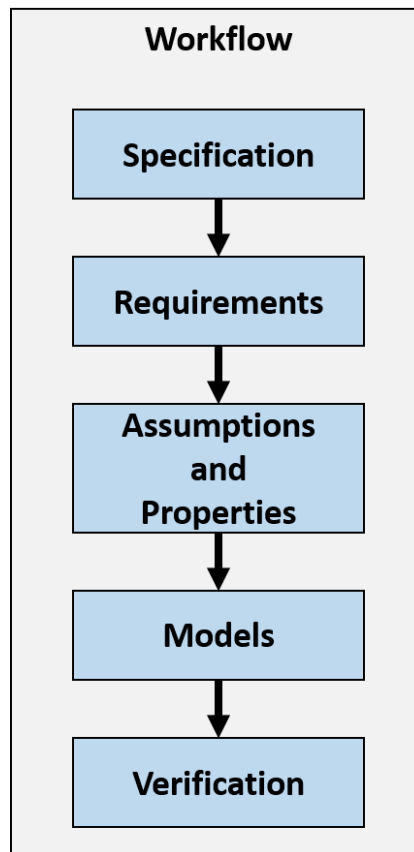 Workflow
Specification
Requirements
Assumptions
and
Properties
Models
Verification